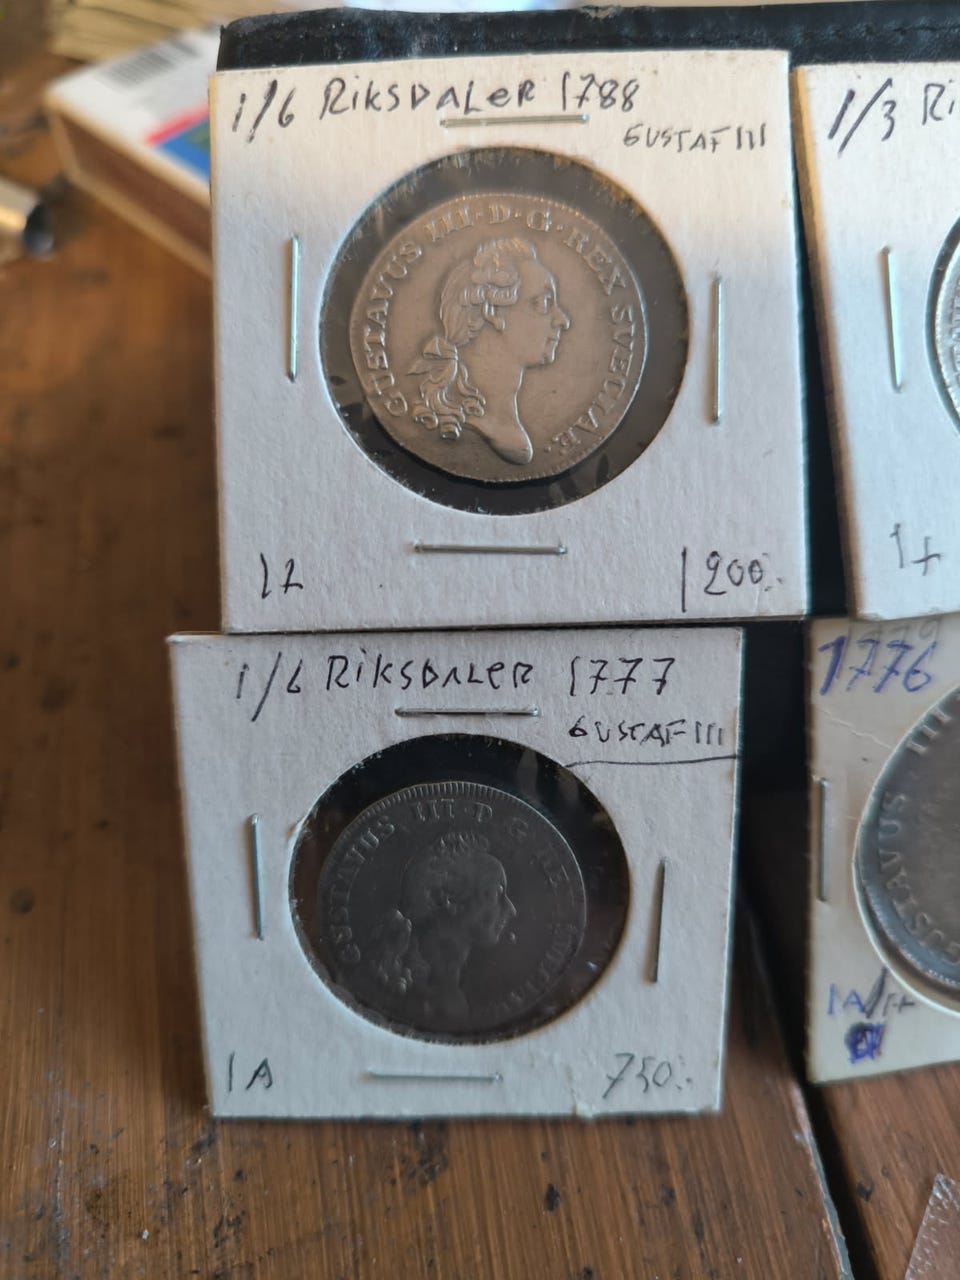 1/6 RIKSDALER 1788
GUSTAF III
GUSTAVUS III·D·G·REX SVECIAE.
1200:-
1/6 RIKSDALER 1777
GUSTAF III
GUSTAVUS III·D·G·
1A
750:-
1/3 Ri
1+
1776
GUSTAVUS III
1A/1+